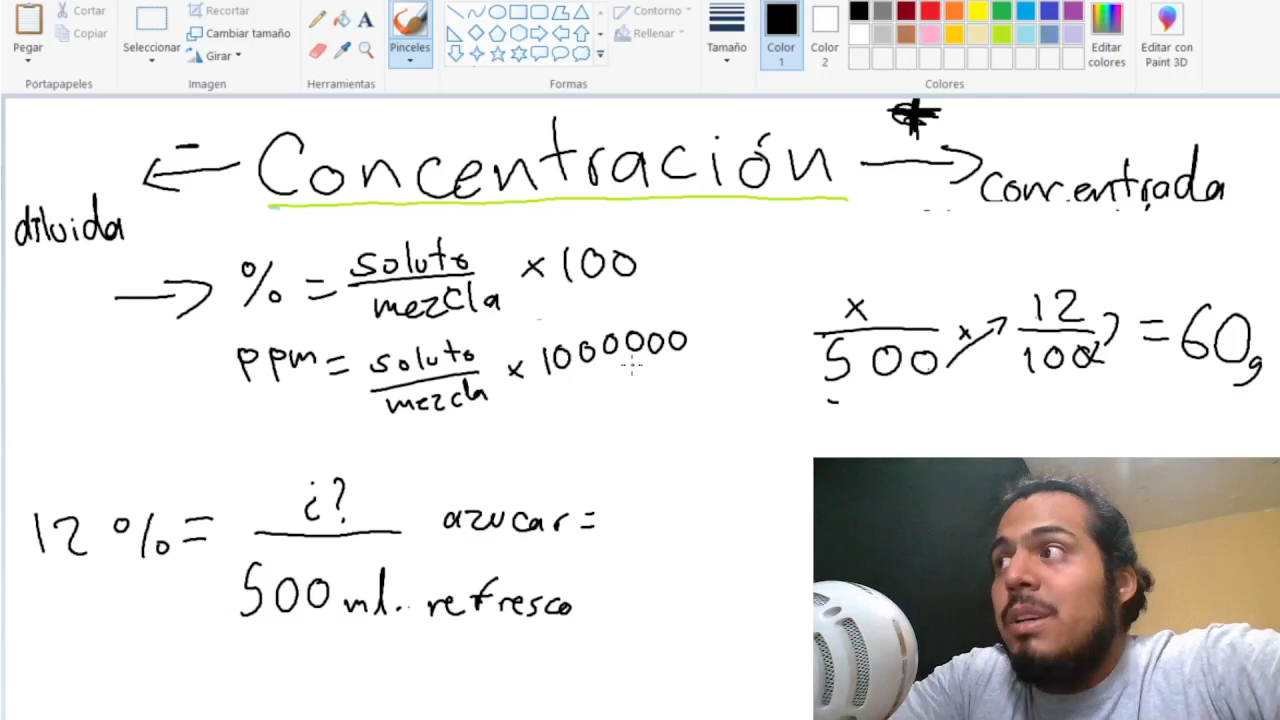 Pegar
Cortar
Copiar
Portapapeles
Seleccionar
Recortar
Cambiar tamaño
Girar
Imagen
A
Herramientas
Pinceles
Contorno
Rellenar
Formas
Tamaño
Color
1
Color
2
Editar
colores
Editar con
Paint 3D
Colores
← Concentración → concentrada
diluida
→ % = soluto / mezcla × 100
ppm = soluto / mezcla × 1000000
x / 500 × 12 / 100 = 60g
12 % = ¿? azucar =
500 ml. refresco